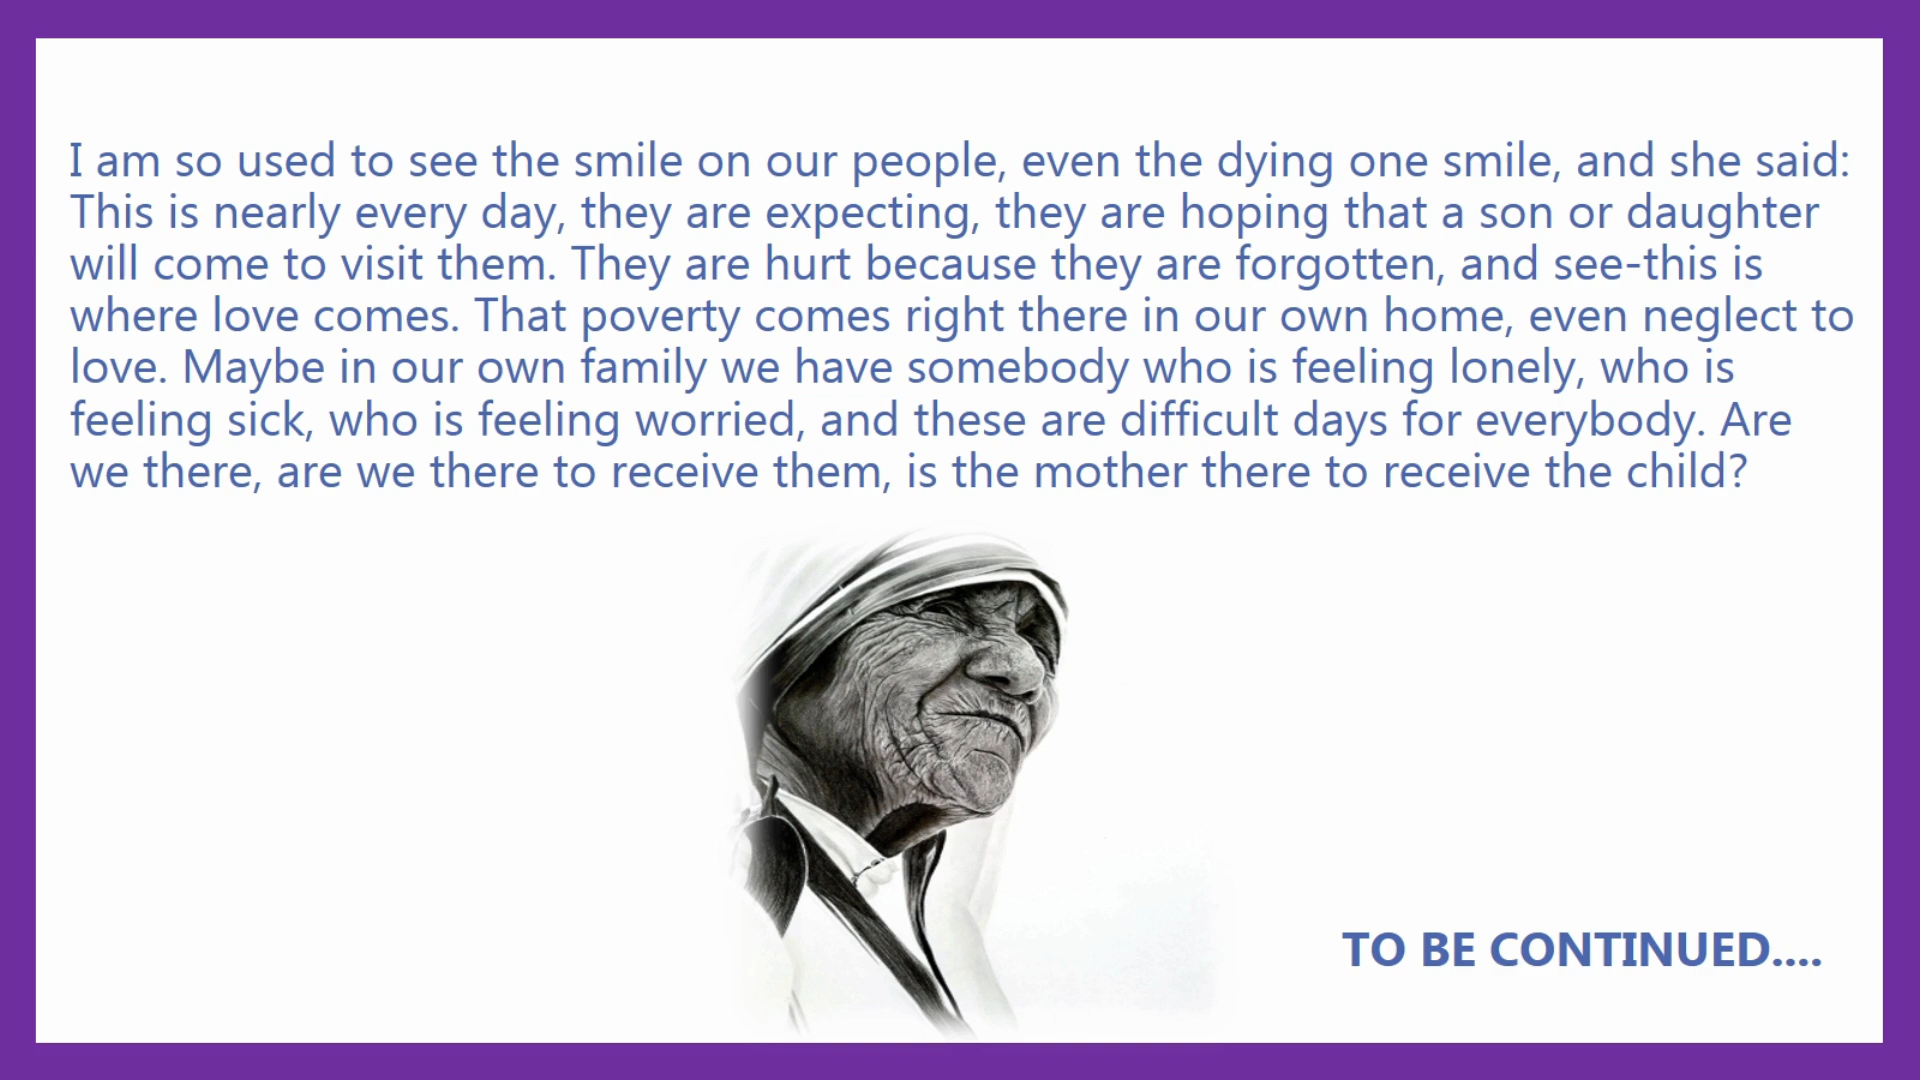 I am so used to see the smile on our people, even the dying one smile, and she said:
This is nearly every day, they are expecting, they are hoping that a son or daughter
will come to visit them. They are hurt because they are forgotten, and see-this is
where love comes. That poverty comes right there in our own home, even neglect to
love. Maybe in our own family we have somebody who is feeling lonely, who is
feeling sick, who is feeling worried, and these are difficult days for everybody. Are
we there, are we there to receive them, is the mother there to receive the child?
TO BE CONTINUED....